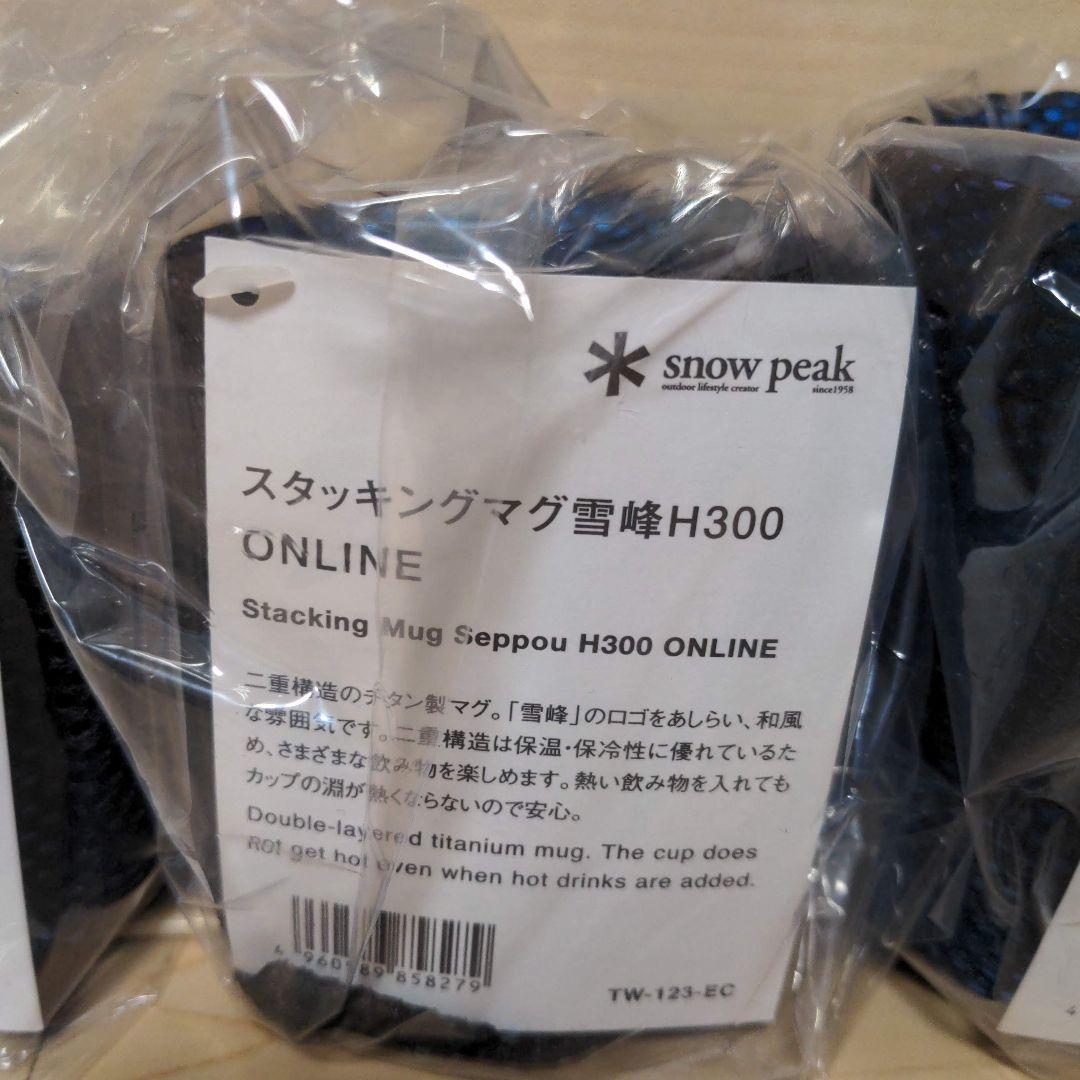 snow peak
outdoor lifestyle creator
since1958
スタッキングマグ雪峰H300
ONLINE
Stacking Mug Seppou H300 ONLINE
二重構造のチタン製マグ。「雪峰」のロゴをあしらい、和風
な雰囲気です。二重構造は保温・保冷性に優れているた
め、さまざまな飲み物を楽しめます。熱い飲み物を入れても
カップの淵が熱くならないので安心。
Double-layered titanium mug. The cup does
not get hot even when hot drinks are added.
4 960589 858279
TW-123-EC
4